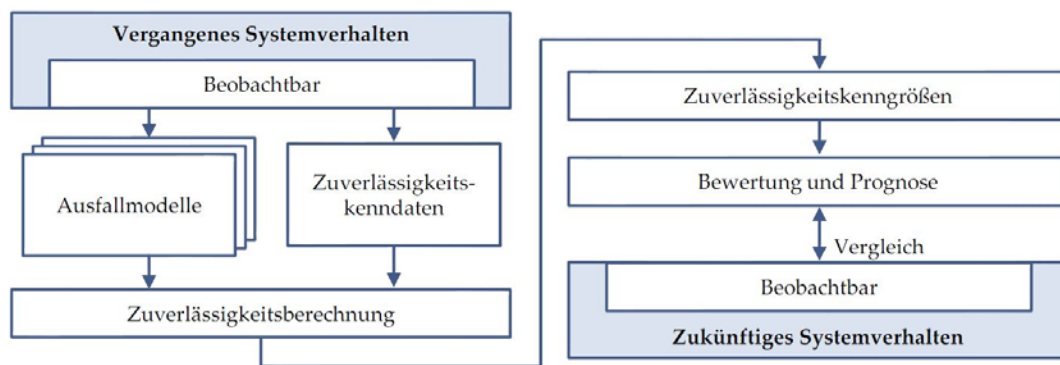 Vergangenes Systemverhalten
Beobachtbar
Ausfallmodelle
Zuverlässigkeits-
kenndaten
Zuverlässigkeitsberechnung
Zuverlässigkeitskenngrößen
Bewertung und Prognose
Vergleich
Beobachtbar
Zukünftiges Systemverhalten